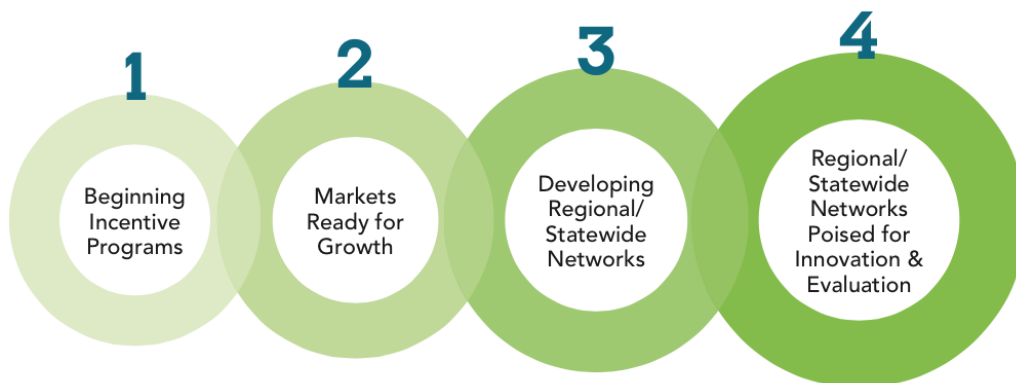 1
Beginning
Incentive
Programs
2
Markets
Ready for
Growth
3
Developing
Regional/
Statewide
Networks
4
Regional/
Statewide
Networks
Poised for
Innovation &
Evaluation